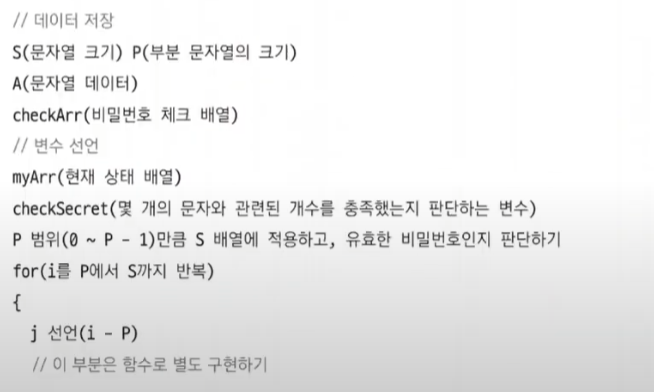 // 데이터 저장
S(문자열 크기) P(부분 문자열의 크기)
A(문자열 데이터)
checkArr(비밀번호 체크 배열)
// 변수 선언
myArr(현재 상태 배열)
checkSecret(몇 개의 문자와 관련된 개수를 충족했는지 판단하는 변수)
P 범위(0 ~ P - 1)만큼 S 배열에 적용하고, 유효한 비밀번호인지 판단하기
for(i를 P에서 S까지 반복)
{
  j 선언(i - P)
  // 이 부분은 함수로 별도 구현하기